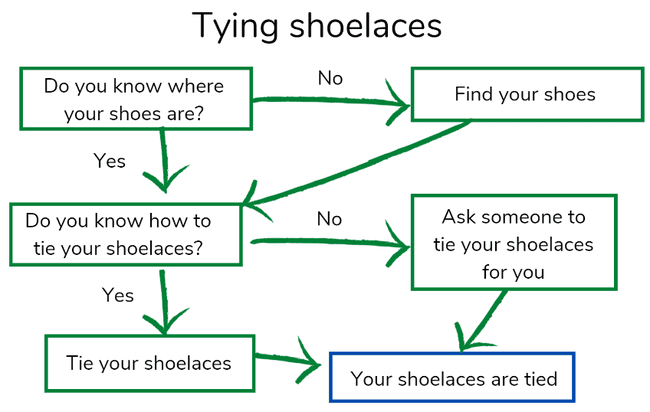 Tying shoelaces
Do you know where
your shoes are?
No
Find your shoes
Yes
Do you know how to
tie your shoelaces?
No
Ask someone to
tie your shoelaces
for you
Yes
Tie your shoelaces
Your shoelaces are tied